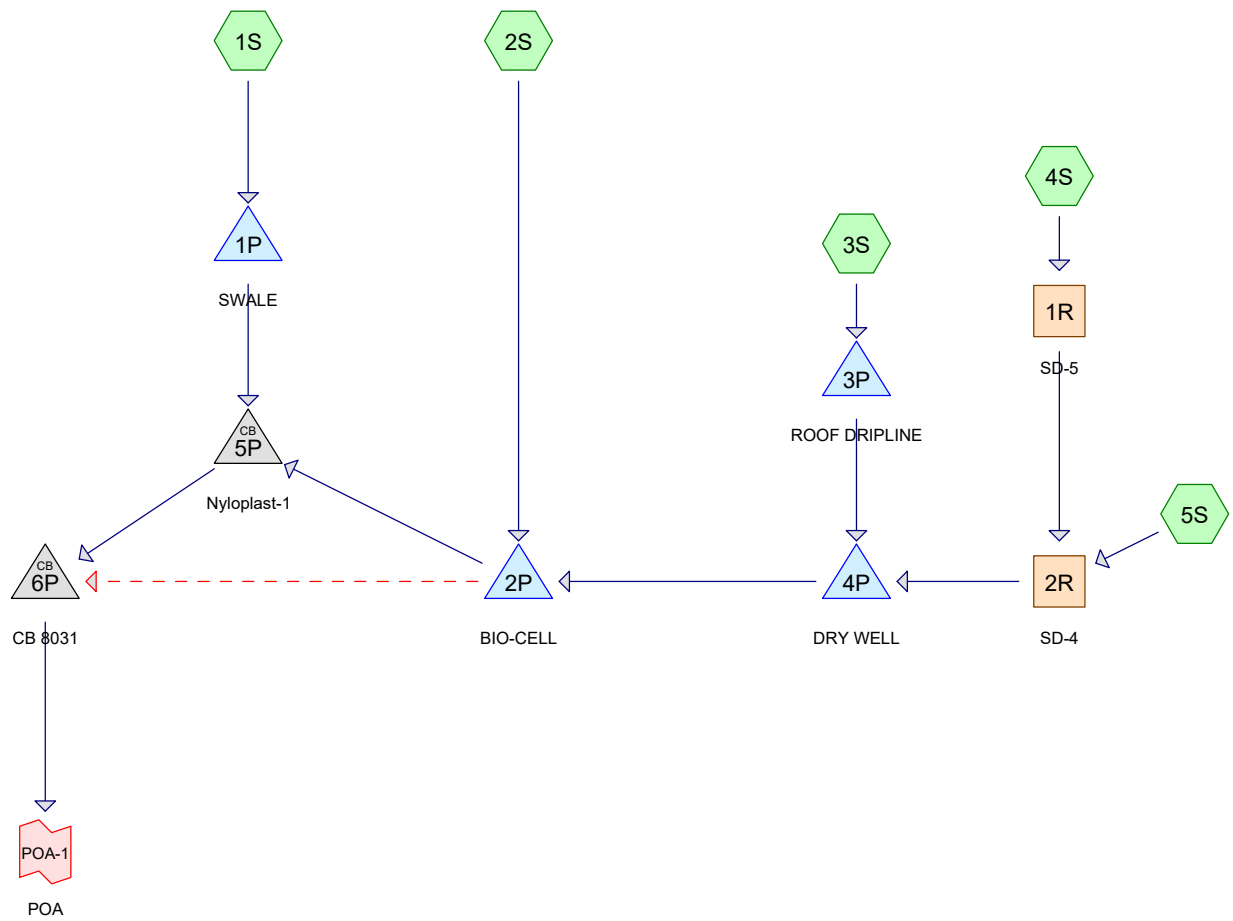 1S
2S
4S
3S
1P
SWALE
1R
SD-5
3P
ROOF DRIPLINE
CB
5P
Nyloplast-1
5S
CB
6P
CB 8031
2P
BIO-CELL
4P
DRY WELL
2R
SD-4
POA-1
POA